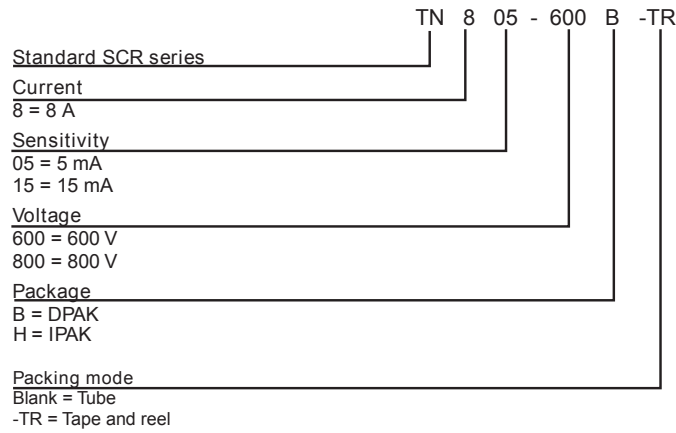 TN 8 05 - 600 B -TR
Standard SCR series
Current
8 = 8 A
Sensitivity
05 = 5 mA
15 = 15 mA
Voltage
600 = 600 V
800 = 800 V
Package
B = DPAK
H = IPAK
Packing mode
Blank = Tube
-TR = Tape and reel